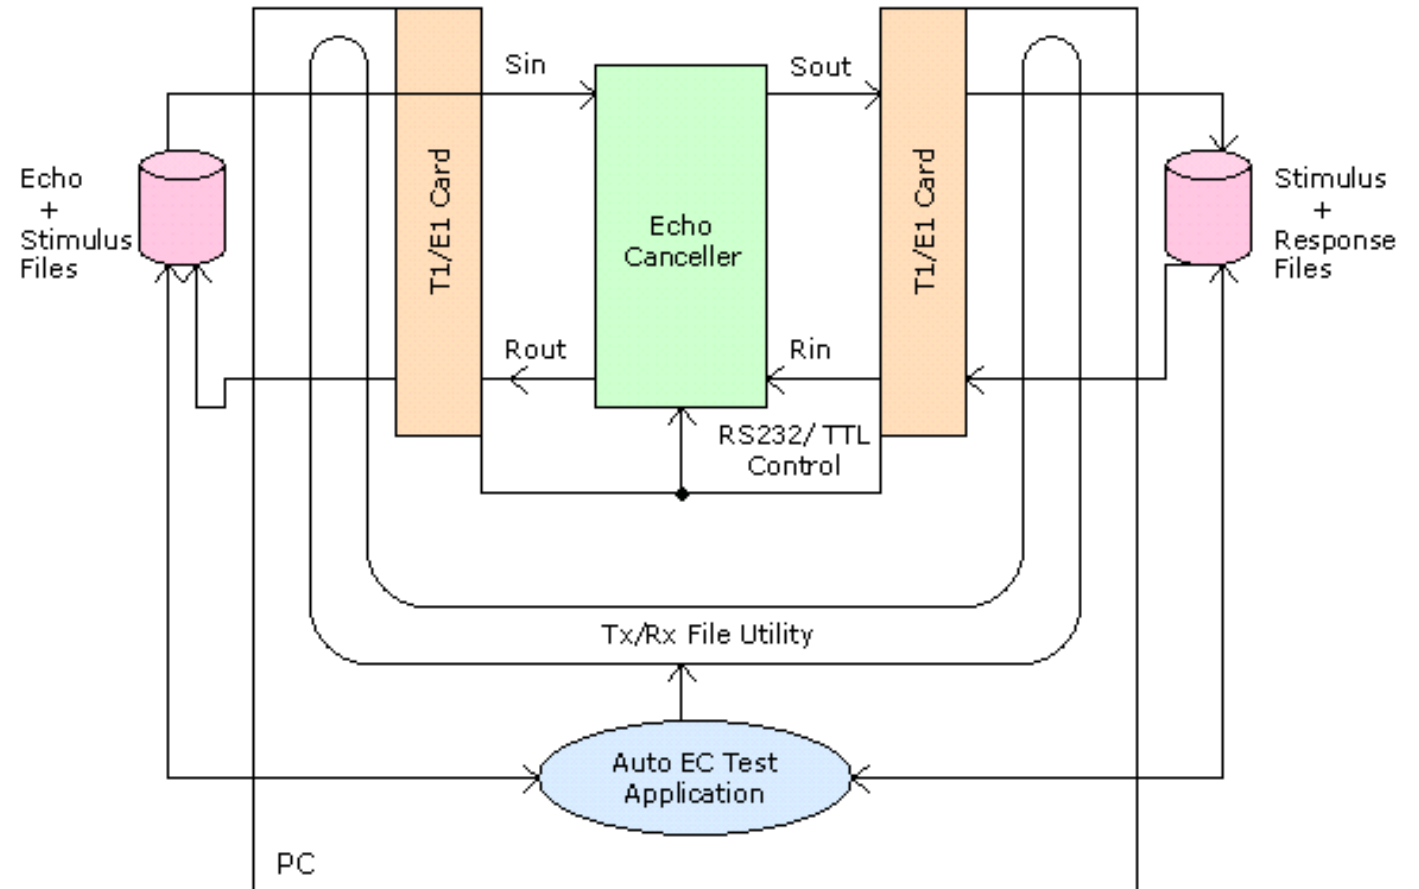 Sin
Sout
Echo
+
Stimulus
Files
T1/E1 Card
Echo
Canceller
T1/E1 Card
Stimulus
+
Response
Files
Rout
Rin
RS232/ TTL
Control
Tx/Rx File Utility
Auto EC Test
Application
PC